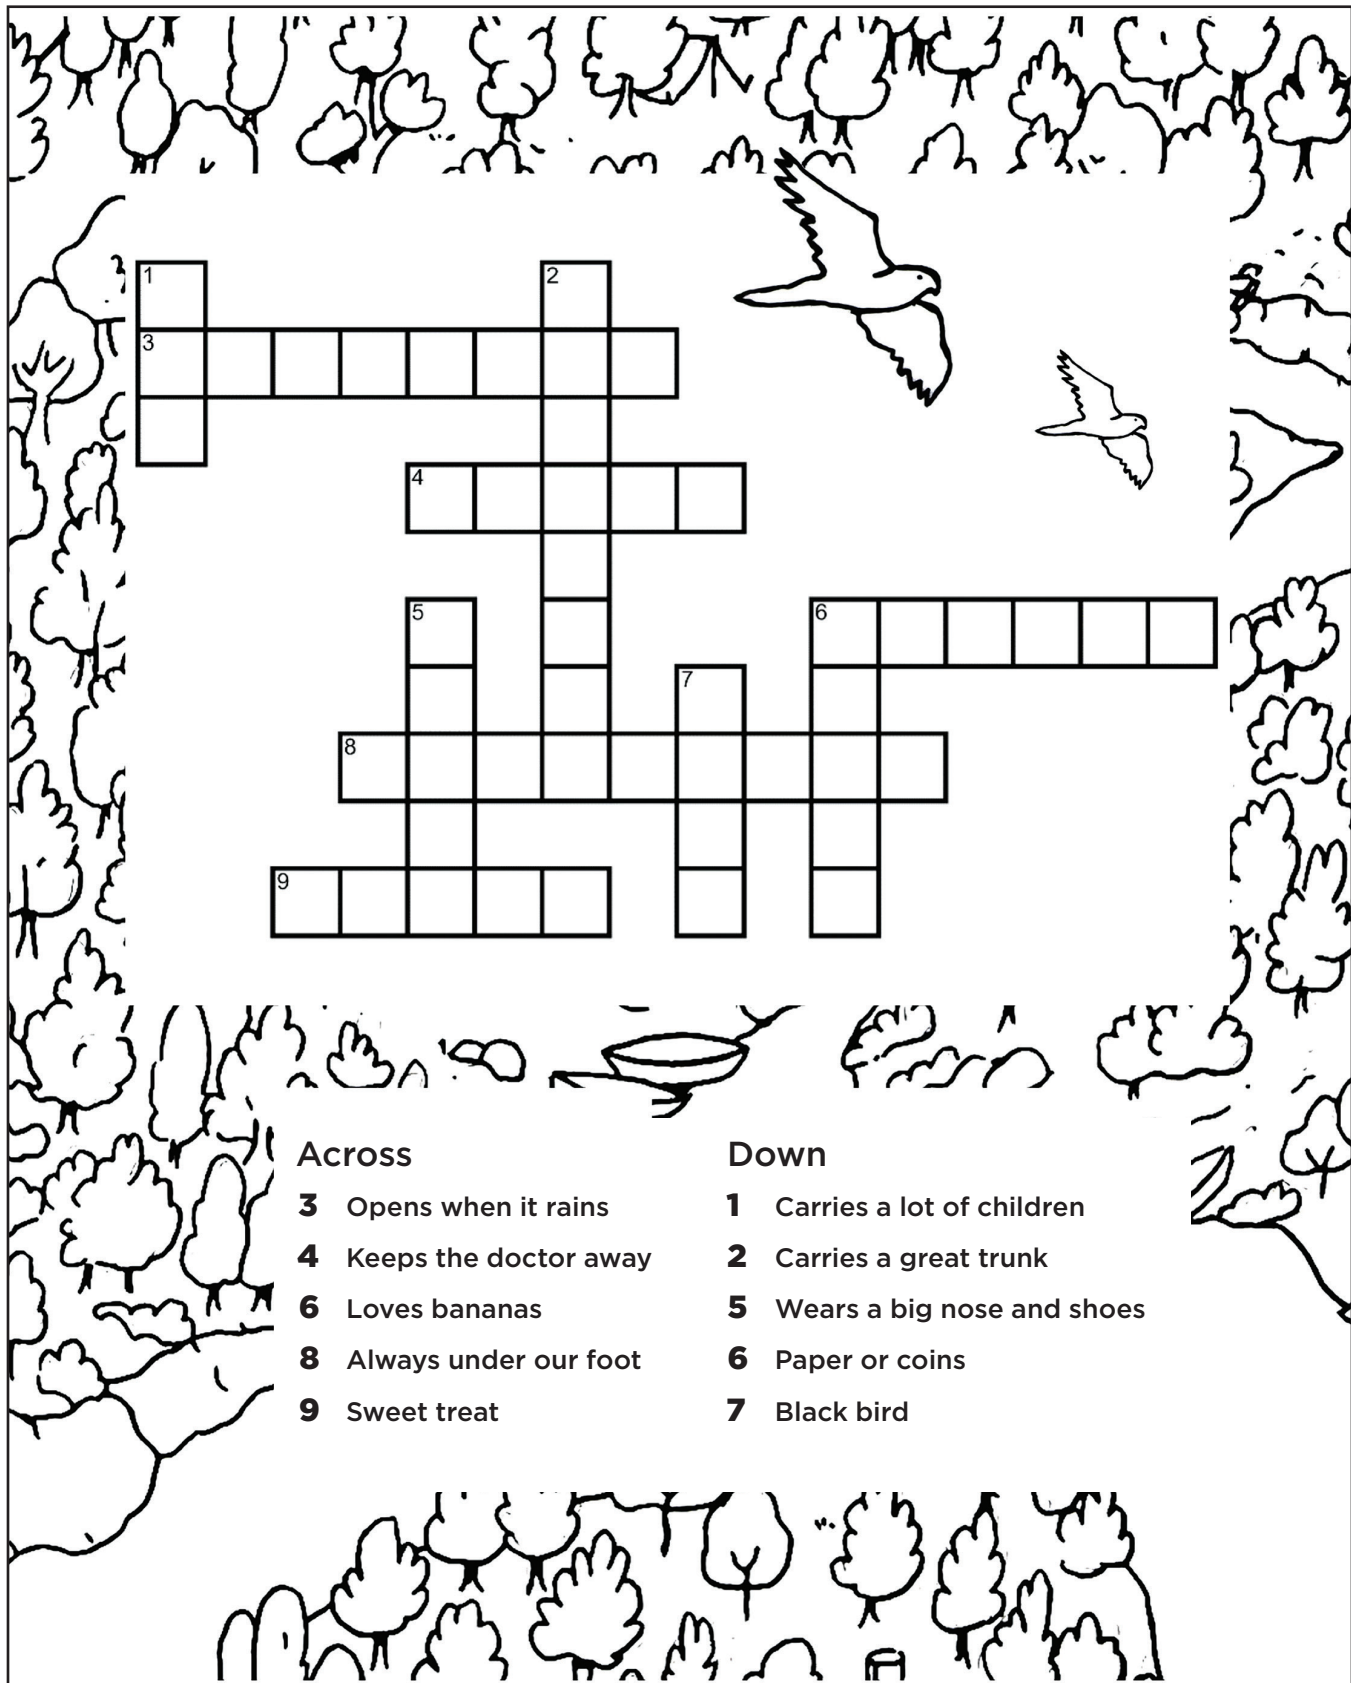 1
2
3
4
5
6
7
8
9
Across
3 Opens when it rains
4 Keeps the doctor away
6 Loves bananas
8 Always under our foot
9 Sweet treat
Down
1 Carries a lot of children
2 Carries a great trunk
5 Wears a big nose and shoes
6 Paper or coins
7 Black bird